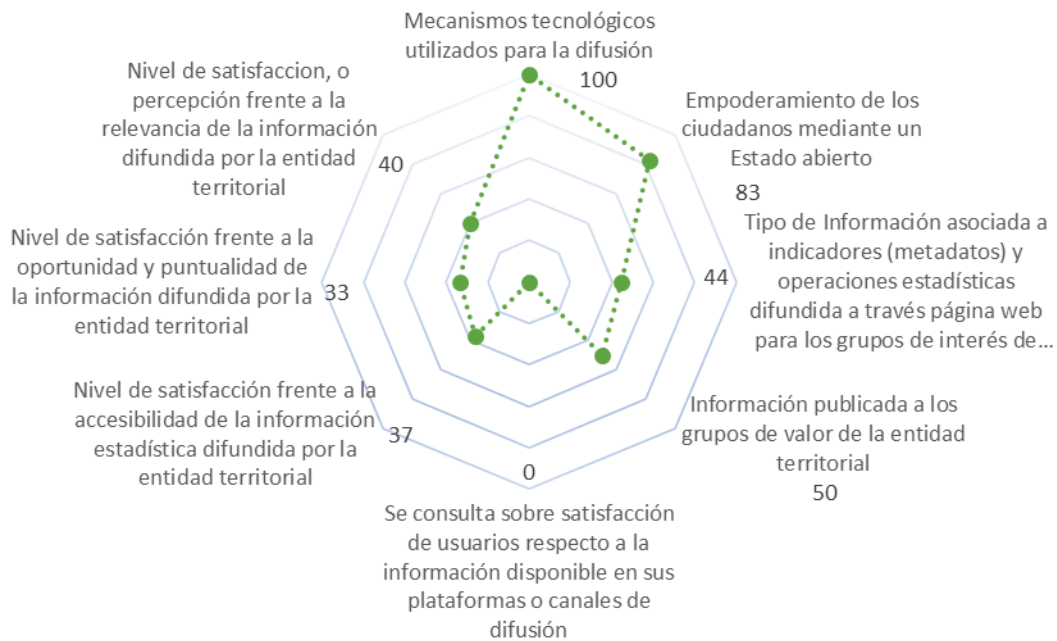 Mecanismos tecnológicos
utilizados para la difusión
100
Empoderamiento de los
ciudadanos mediante un
Estado abierto
83
Tipo de Información asociada a
indicadores (metadatos) y
operaciones estadísticas
difundida a través página web
para los grupos de interés de...
44
Información publicada a los
grupos de valor de la entidad
territorial
50
0
Se consulta sobre satisfacción
de usuarios respecto a la
información disponible en sus
plataformas o canales de
difusión
Nivel de satisfacción frente a la
accesibilidad de la información
estadística difundida por la
entidad territorial
37
Nivel de satisfacción frente a la
oportunidad y puntualidad de
la información difundida por la
entidad territorial
33
Nivel de satisfaccion, o
percepción frente a la
relevancia de la información
difundida por la entidad
territorial
40